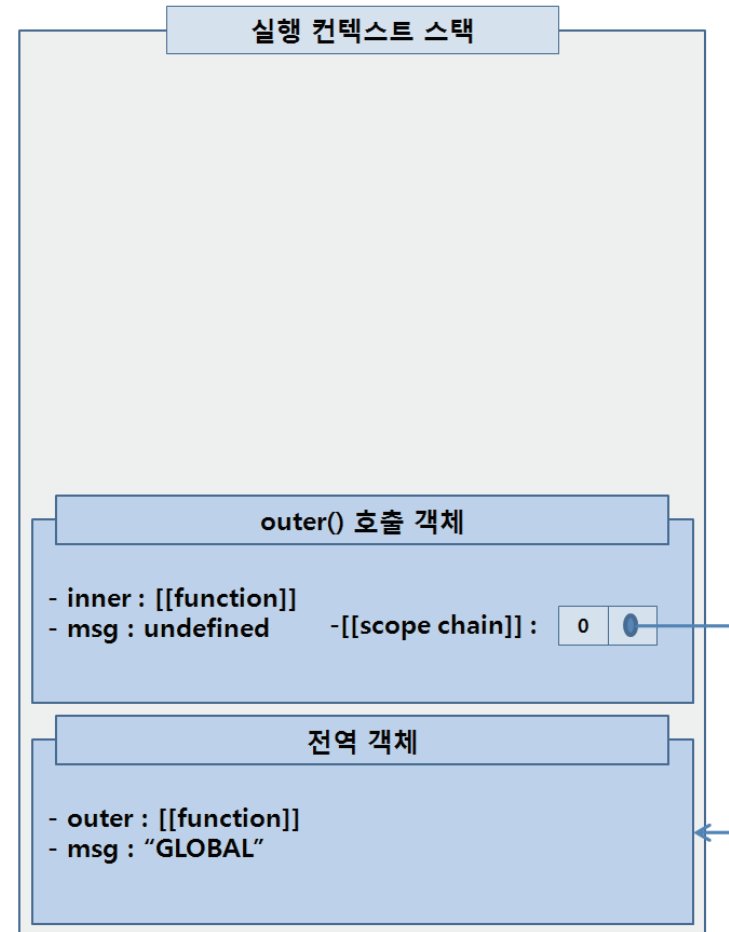 실행 컨텍스트 스택
outer() 호출 객체
- inner : [[function]]
- msg : undefined
-[[scope chain]] :
0
전역 객체
- outer : [[function]]
- msg : “GLOBAL”